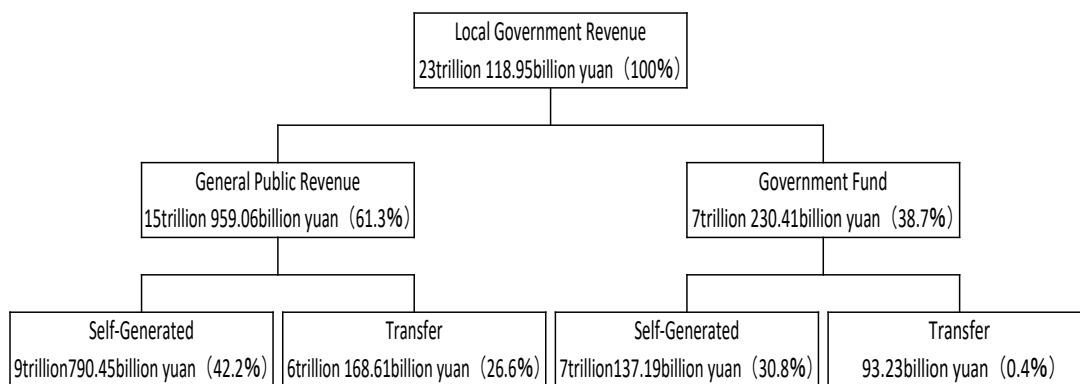 Local Government Revenue
23trillion 118.95billion yuan（100%）
General Public Revenue
15trillion 959.06billion yuan（61.3%）
Government Fund
7trillion 230.41billion yuan（38.7%）
Self-Generated
9trillion790.45billion yuan（42.2%）
Transfer
6trillion 168.61billion yuan（26.6%）
Self-Generated
7trillion137.19billion yuan（30.8%）
Transfer
93.23billion yuan（0.4%）